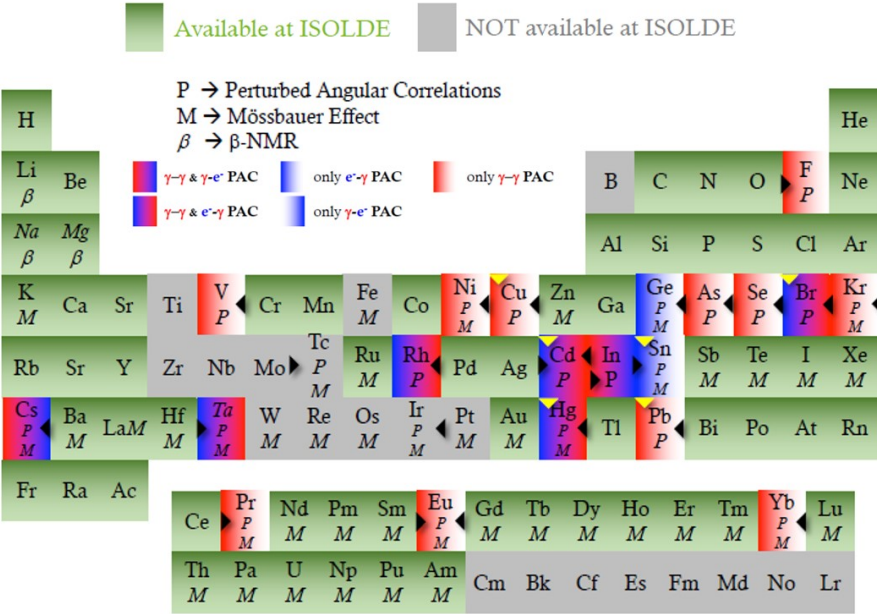 Available at ISOLDE NOT available at ISOLDE
P → Perturbed Angular Correlations
M → Mössbauer Effect
β → β-NMR
γ-γ & γ-e⁻ PAC only e⁻-γ PAC only γ-γ PAC
γ-γ & e⁻-γ PAC only γ-e⁻ PAC
H He
Li Be B C N O F Ne
β P
Na Mg Al Si P S Cl Ar
β β
K Ca Sr Ti V Cr Mn Fe Co Ni Cu Zn Ga Ge As Se Br Kr
M P M P P M P P P P P
M M M
Rb Sr Y Zr Nb Mo Tc Ru Rh Pd Ag Cd In Sn Sb Te I Xe
P M P P P P M M M M
M M
Cs Ba LaM Hf Ta W Re Os Ir Pt Au Hg Tl Pb Bi Po At Rn
P M M P M M M P M M P P
M M M M
Fr Ra Ac
Ce Pr Nd Pm Sm Eu Gd Tb Dy Ho Er Tm Yb Lu
P M M M P M M M M M M P M
M M M
Th Pa U Np Pu Am Cm Bk Cf Es Fm Md No Lr
M M M M M M